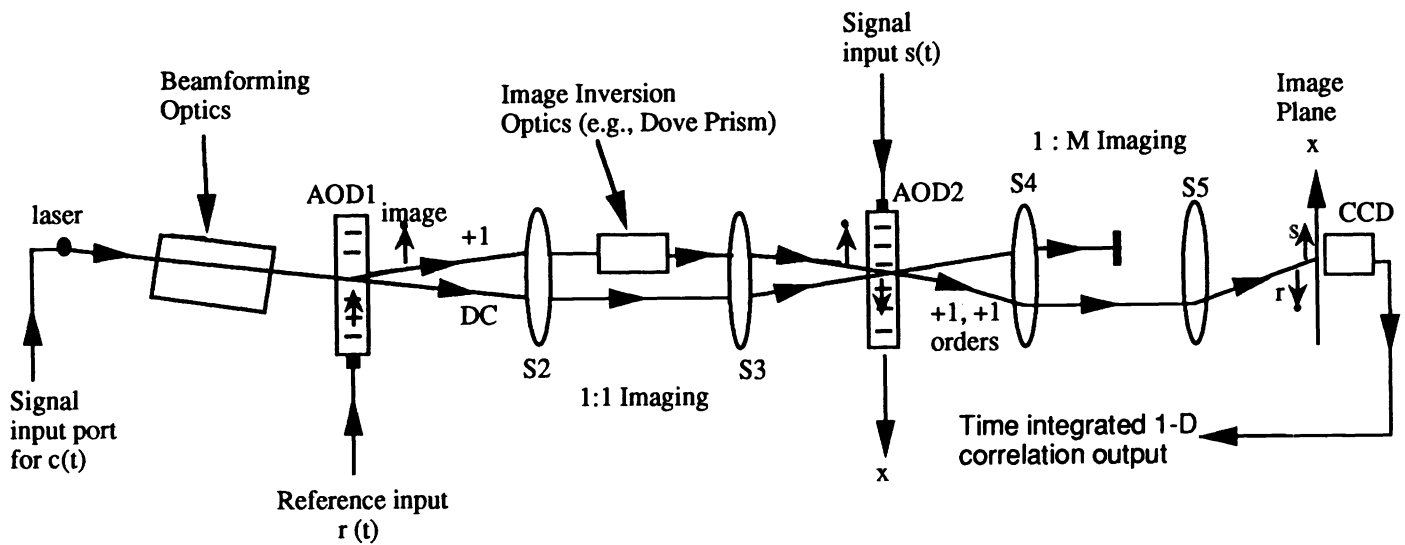 Beamforming
Optics
laser
Signal
input port
for c(t)
AOD1
image
+1
DC
Reference input
r (t)
Image Inversion
Optics (e.g., Dove Prism)
S2
S3
1:1 Imaging
Signal
input s(t)
AOD2
x
+1, +1
orders
1 : M Imaging
S4
S5
Image
Plane
x
s
r
CCD
Time integrated 1-D
correlation output